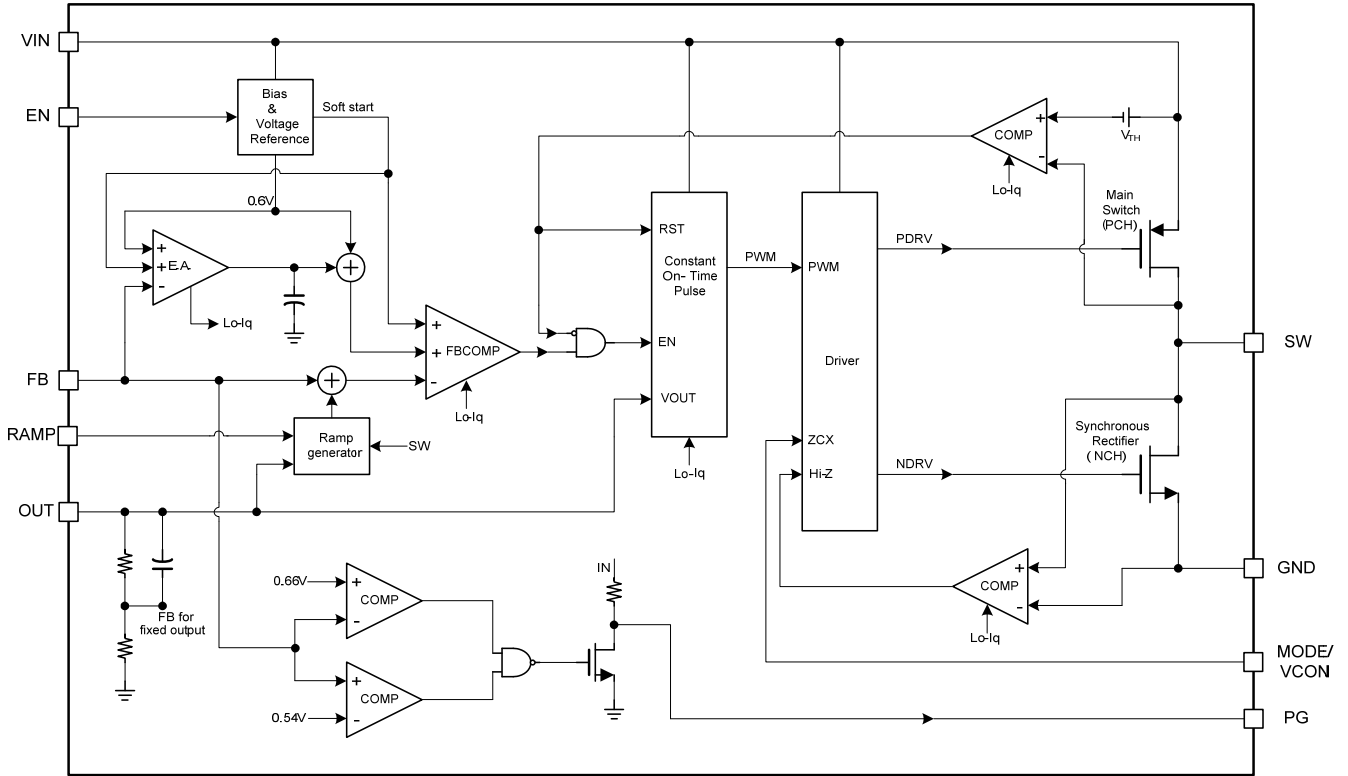 VIN
EN
Bias
&
Voltage
Reference
Soft start
0.6V
+
+
-
E.A.
Lo-Iq
+
FB
+
RAMP
Ramp
generator
SW
OUT
FB for
fixed output
+
+
-
FBCOMP
Lo-Iq
RST
Constant
On- Time
Pulse
EN
VOUT
Lo-Iq
PWM
PWM
Driver
ZCX
Hi-Z
PDRV
NDRV
COMP
+
-
Lo-Iq
VTH
Main
Switch
(PCH)
SW
Synchronous
Rectifier
( NCH)
COMP
+
-
Lo-Iq
GND
MODE/
VCON
PG
0.66V
+
-
COMP
+
-
COMP
0.54V
IN